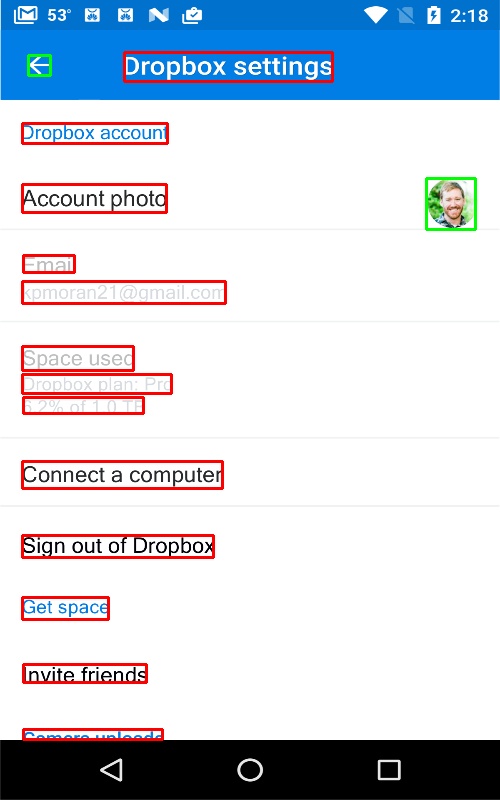 53° 2:18
Dropbox settings
Dropbox account
Account photo
Email
kpmoran21@gmail.com
Space used
Dropbox plan: Pro
6.2% of 1.0 TB
Connect a computer
Sign out of Dropbox
Get space
Invite friends
Camera uploads